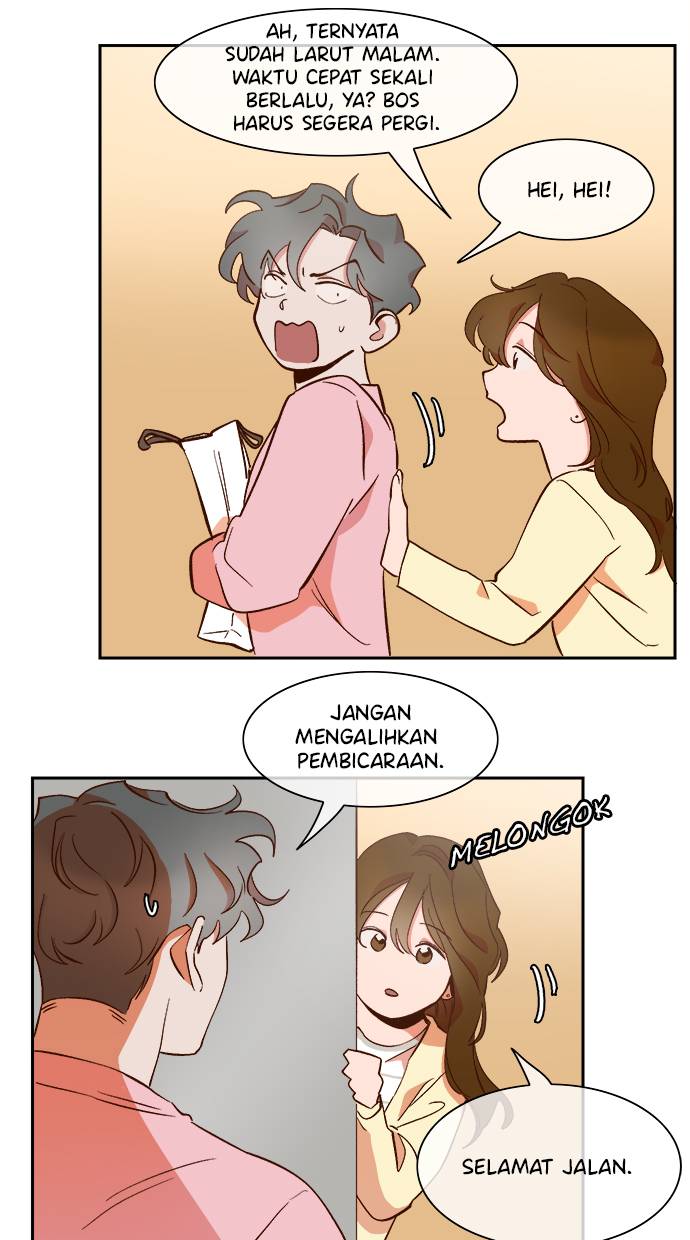 AH, TERNYATA
SUDAH LARUT MALAM.
WAKTU CEPAT SEKALI
BERLALU, YA? BOS
HARUS SEGERA PERGI.
HEI, HEI!
JANGAN
MENGALIHKAN
PEMBICARAAN.
MELONGOK
SELAMAT JALAN.